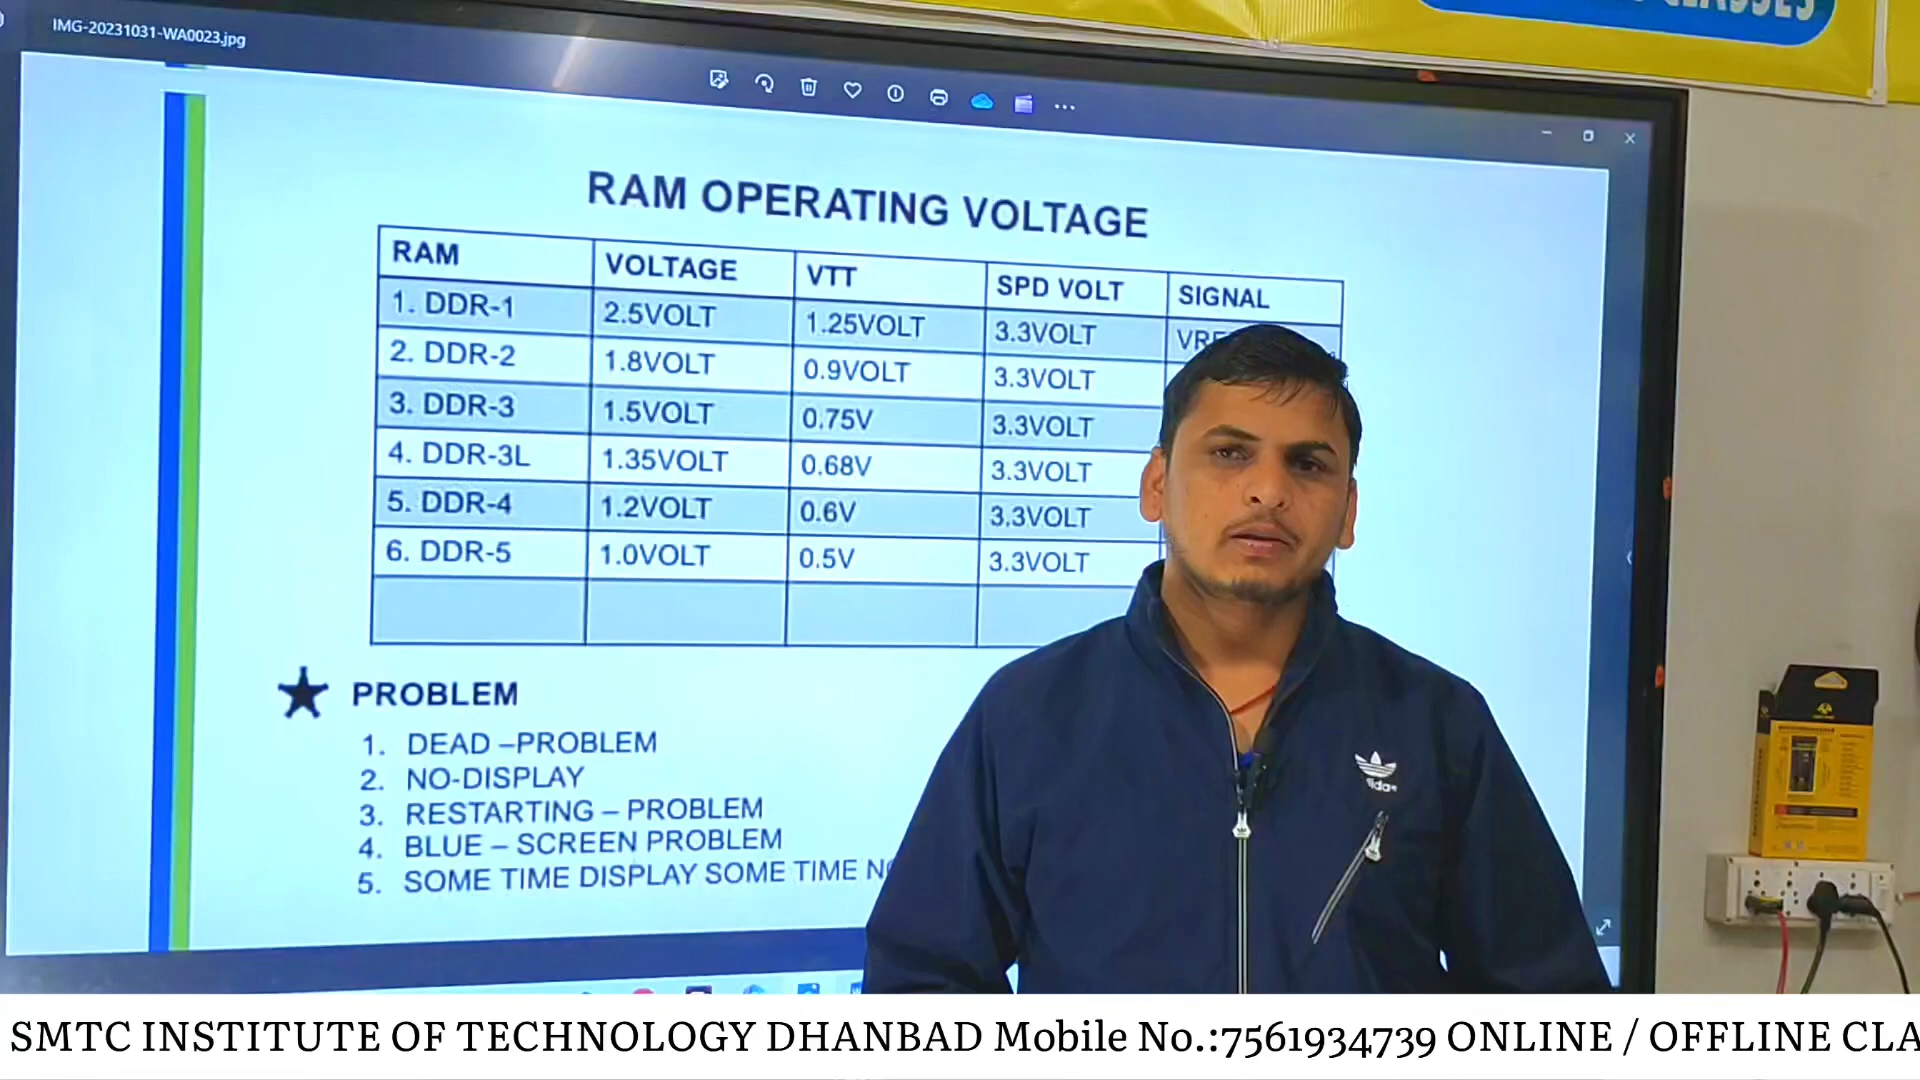 CLASSES
IMG-20231031-WA0023.jpg
RAM OPERATING VOLTAGE
RAM VOLTAGE VTT SPD VOLT SIGNAL
1. DDR-1 2.5VOLT 1.25VOLT 3.3VOLT
2. DDR-2 1.8VOLT 0.9VOLT 3.3VOLT
3. DDR-3 1.5VOLT 0.75V 3.3VOLT
4. DDR-3L 1.35VOLT 0.68V 3.3VOLT
5. DDR-4 1.2VOLT 0.6V 3.3VOLT
6. DDR-5 1.0VOLT 0.5V 3.3VOLT
PROBLEM
1. DEAD –PROBLEM
2. NO-DISPLAY
3. RESTARTING – PROBLEM
4. BLUE – SCREEN PROBLEM
5. SOME TIME DISPLAY SOME TIME
SMTC INSTITUTE OF TECHNOLOGY DHANBAD Mobile No.:7561934739 ONLINE / OFFLINE CLA